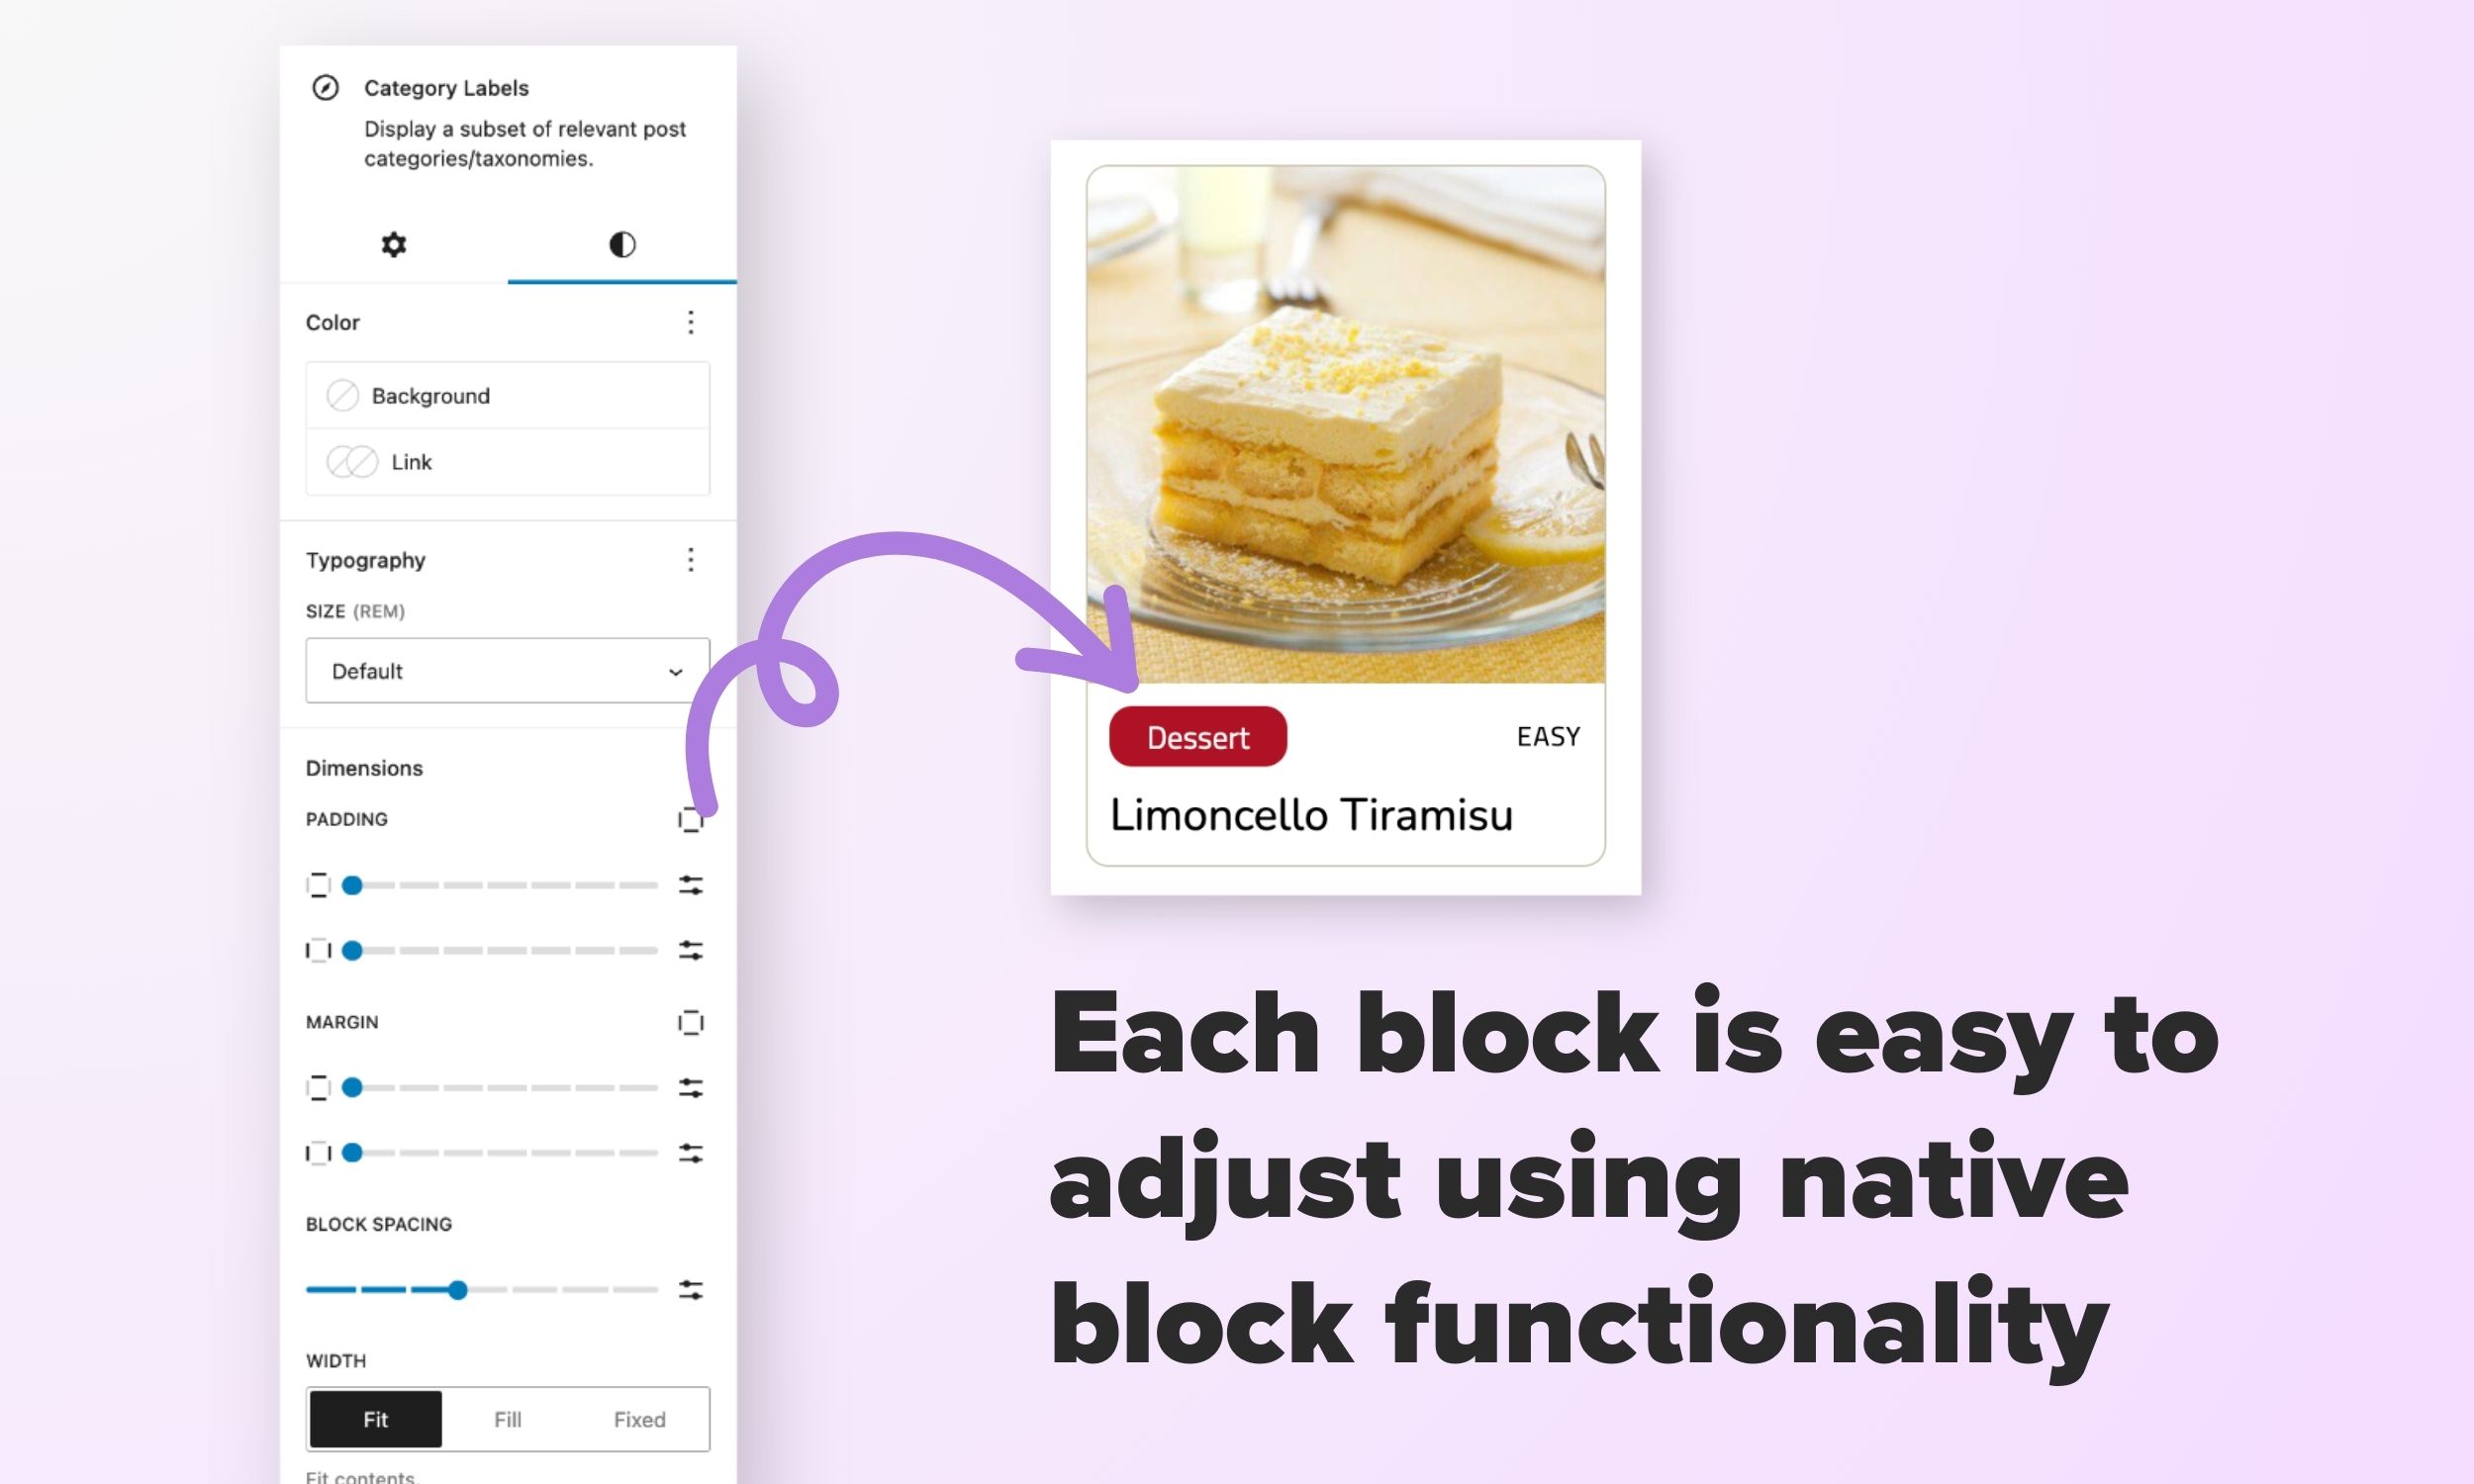 Category Labels
Display a subset of relevant post
categories/taxonomies.
Color
Background
Link
Typography
SIZE (REM)
Default
Dimensions
PADDING
MARGIN
BLOCK SPACING
WIDTH
Fit Fill Fixed
Fit contents.
Dessert
EASY
Limoncello Tiramisu
Each block is easy to
adjust using native
block functionality